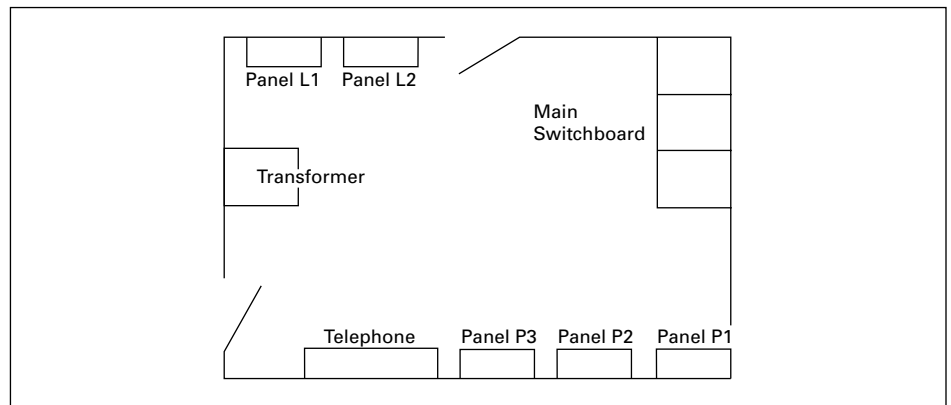 Panel L1
Panel L2
Main
Switchboard
Transformer
Telephone
Panel P3
Panel P2
Panel P1